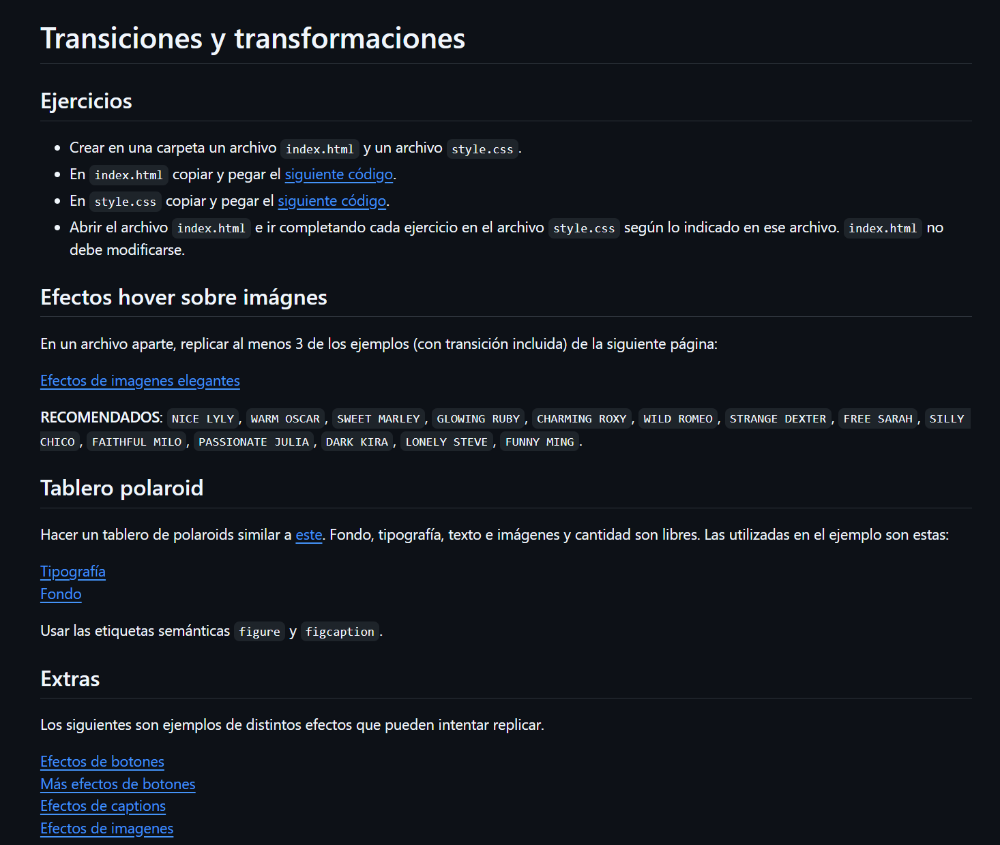 Transiciones y transformaciones
Ejercicios
Crear en una carpeta un archivo index.html y un archivo style.css.
En index.html copiar y pegar el siguiente código.
En style.css copiar y pegar el siguiente código.
Abrir el archivo index.html e ir completando cada ejercicio en el archivo style.css según lo indicado en ese archivo. index.html no
debe modificarse.
Efectos hover sobre imágnes
En un archivo aparte, replicar al menos 3 de los ejemplos (con transición incluida) de la siguiente página:
Efectos de imagenes elegantes
RECOMENDADOS: NICE LYLY, WARM OSCAR, SWEET MARLEY, GLOWING RUBY, CHARMING ROXY, WILD ROMEO, STRANGE DEXTER, FREE SARAH, SILLY
CHICO, FAITHFUL MILO, PASSIONATE JULIA, DARK KIRA, LONELY STEVE, FUNNY MING.
Tablero polaroid
Hacer un tablero de polaroids similar a este. Fondo, tipografía, texto e imágenes y cantidad son libres. Las utilizadas en el ejemplo son estas:
Tipografía
Fondo
Usar las etiquetas semánticas figure y figcaption.
Extras
Los siguientes son ejemplos de distintos efectos que pueden intentar replicar.
Efectos de botones
Más efectos de botones
Efectos de captions
Efectos de imagenes